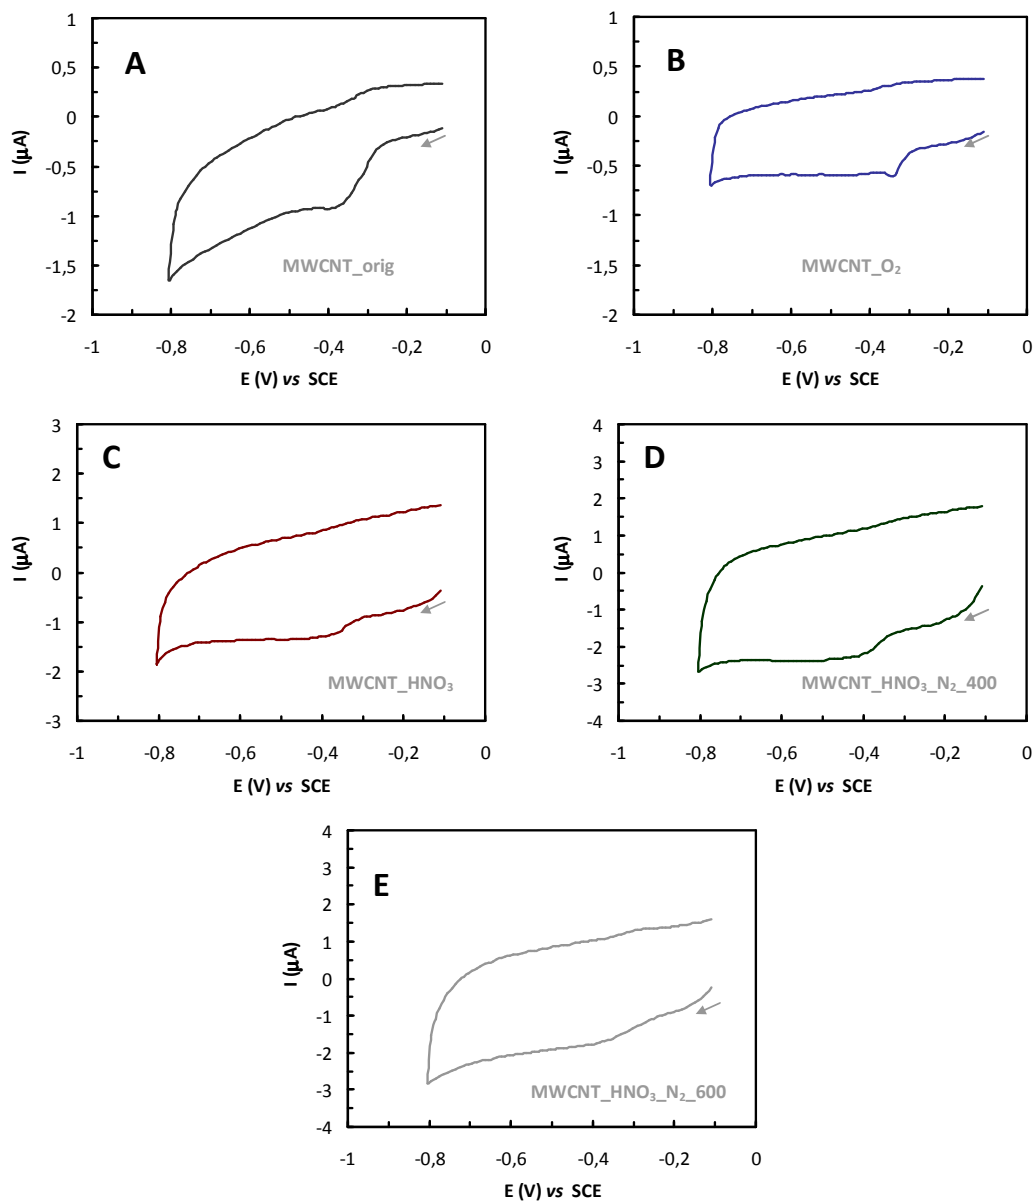 A
I (µA)
1
0,5
0
-0,5
-1
-1,5
-2
-1 -0,8 -0,6 -0,4 -0,2 0
E (V) vs SCE
MWCNT_orig
B
I (µA)
1
0,5
0
-0,5
-1
-1,5
-2
-1 -0,8 -0,6 -0,4 -0,2 0
E (V) vs SCE
MWCNT_O₂
C
I (µA)
3
2
1
0
-1
-2
-3
-1 -0,8 -0,6 -0,4 -0,2 0
E (V) vs SCE
MWCNT_HNO₃
D
I (µA)
4
3
2
1
0
-1
-2
-3
-4
-1 -0,8 -0,6 -0,4 -0,2 0
E (V) vs SCE
MWCNT_HNO₃_N₂_400
E
I (µA)
4
3
2
1
0
-1
-2
-3
-4
-1 -0,8 -0,6 -0,4 -0,2 0
E (V) vs SCE
MWCNT_HNO₃_N₂_600